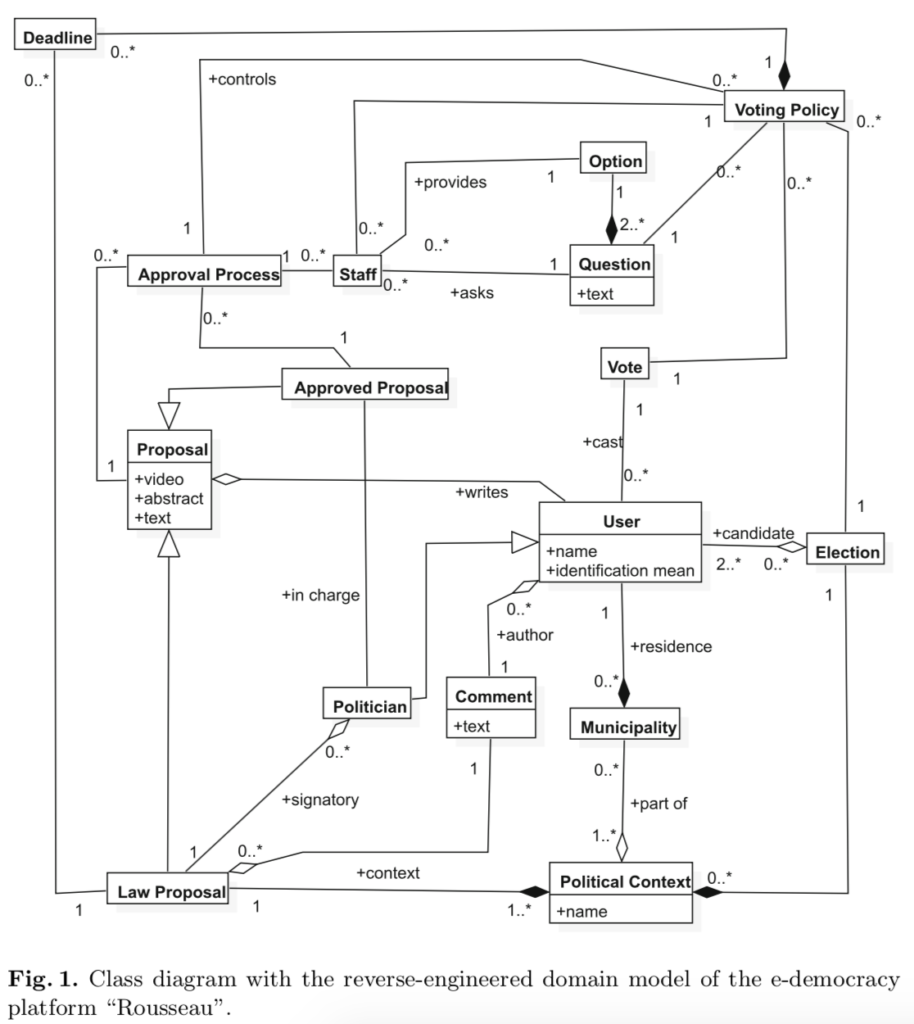 Deadline
0..*
0..*
1
+controls
0..*
Voting Policy
1
0..*
Option
+provides
1
1
0..*
0..*
1
0..*
0..*
2..*
1
0..*
1
0..*
Approval Process
Staff
0..*
1
Question
+text
+asks
0..*
1
Approved Proposal
Vote
1
1
+cast
0..*
Proposal
+video
+abstract
+text
1
+writes
User
+name
+identification mean
+candidate
2..*
0..*
1
Election
1
+in charge
0..*
+author
1
1
+residence
0..*
Politician
0..*
Comment
+text
1
Municipality
0..*
+part of
1..*
+signatory
1
0..*
+context
Law Proposal
1
1
1..*
Political Context
+name
0..*
Fig. 1. Class diagram with the reverse-engineered domain model of the e-democracy
platform “Rousseau”.